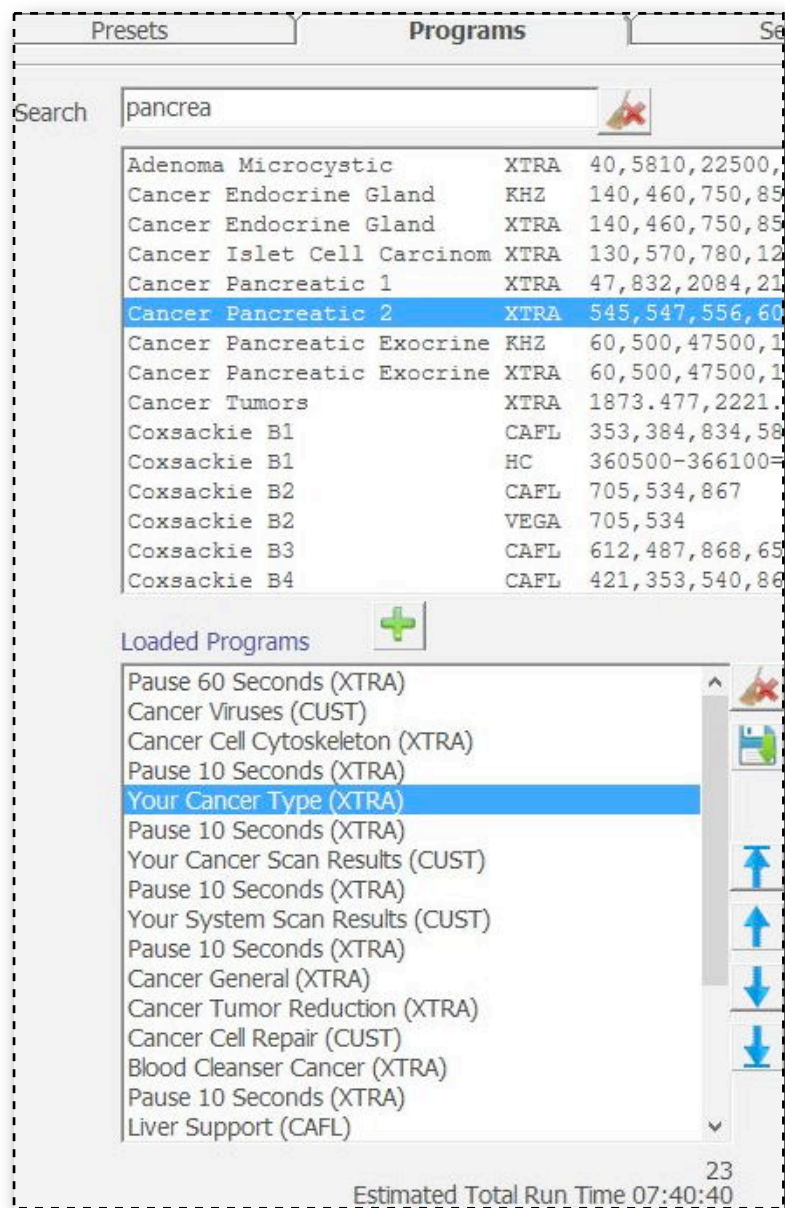 Presets Programs Se
Search pancrea
Adenoma Microcystic XTRA 40,5810,22500,
Cancer Endocrine Gland KHZ 140,460,750,85
Cancer Endocrine Gland XTRA 140,460,750,85
Cancer Islet Cell Carcinom XTRA 130,570,780,12
Cancer Pancreatic 1 XTRA 47,832,2084,21
Cancer Pancreatic 2 XTRA 545,547,556,60
Cancer Pancreatic Exocrine KHZ 60,500,47500,1
Cancer Pancreatic Exocrine XTRA 60,500,47500,1
Cancer Tumors XTRA 1873.477,2221.
Coxsackie B1 CAFL 353,384,834,58
Coxsackie B1 HC 360500-366100=
Coxsackie B2 CAFL 705,534,867
Coxsackie B2 VEGA 705,534
Coxsackie B3 CAFL 612,487,868,65
Coxsackie B4 CAFL 421,353,540,86
Loaded Programs
Pause 60 Seconds (XTRA)
Cancer Viruses (CUST)
Cancer Cell Cytoskeleton (XTRA)
Pause 10 Seconds (XTRA)
Your Cancer Type (XTRA)
Pause 10 Seconds (XTRA)
Your Cancer Scan Results (CUST)
Pause 10 Seconds (XTRA)
Your System Scan Results (CUST)
Pause 10 Seconds (XTRA)
Cancer General (XTRA)
Cancer Tumor Reduction (XTRA)
Cancer Cell Repair (CUST)
Blood Cleanser Cancer (XTRA)
Pause 10 Seconds (XTRA)
Liver Support (CAFL)
23
Estimated Total Run Time 07:40:40